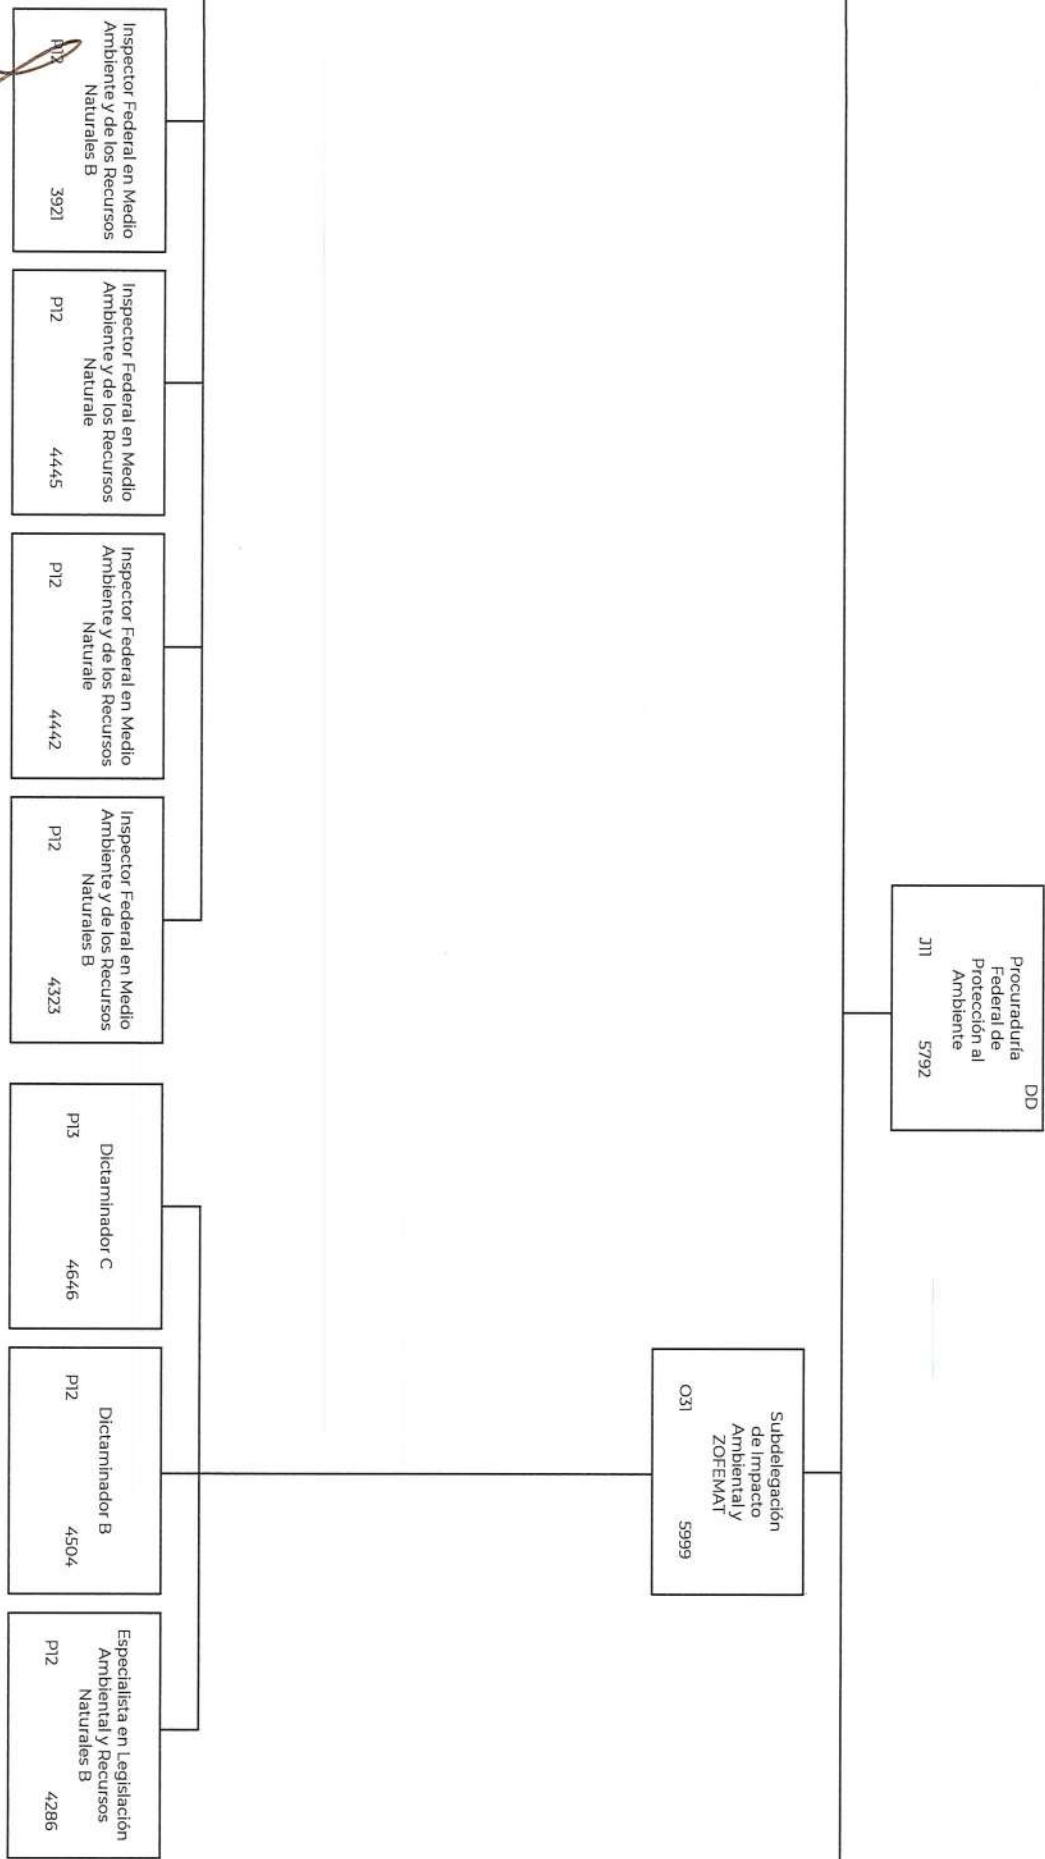 DD
Procuraduría
Federal de
Protección al
Ambiente
J11 5792
Subdelegación
de Impacto
Ambiental y
ZOFEMAT
O31 5999
Inspector Federal en Medio
Ambiente y de los Recursos
Naturales B
P12 3921
Inspector Federal en Medio
Ambiente y de los Recursos
Naturale
P12 4445
Inspector Federal en Medio
Ambiente y de los Recursos
Naturale
P12 4442
Inspector Federal en Medio
Ambiente y de los Recursos
Naturales B
P12 4323
Dictaminador C
P13 4646
Dictaminador B
P12 4504
Especialista en Legislación
Ambiental y Recursos
Naturales B
P12 4286